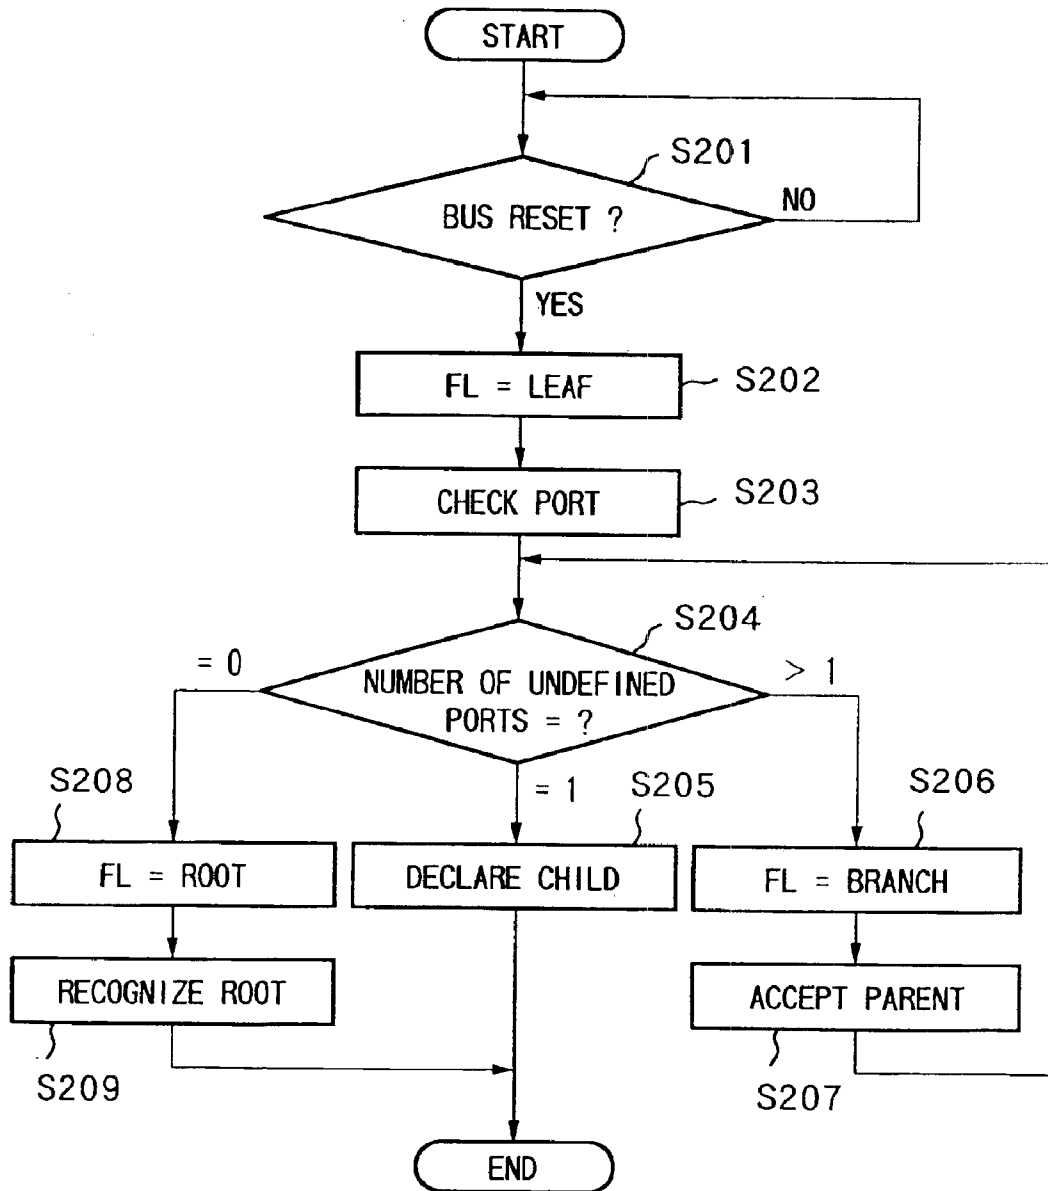 START
S201
BUS RESET ?
NO
YES
FL = LEAF
S202
CHECK PORT
S203
S204
= 0
NUMBER OF UNDEFINED
PORTS = ?
> 1
S208
= 1
S205
S206
FL = ROOT
DECLARE CHILD
FL = BRANCH
RECOGNIZE ROOT
ACCEPT PARENT
S209
S207
END